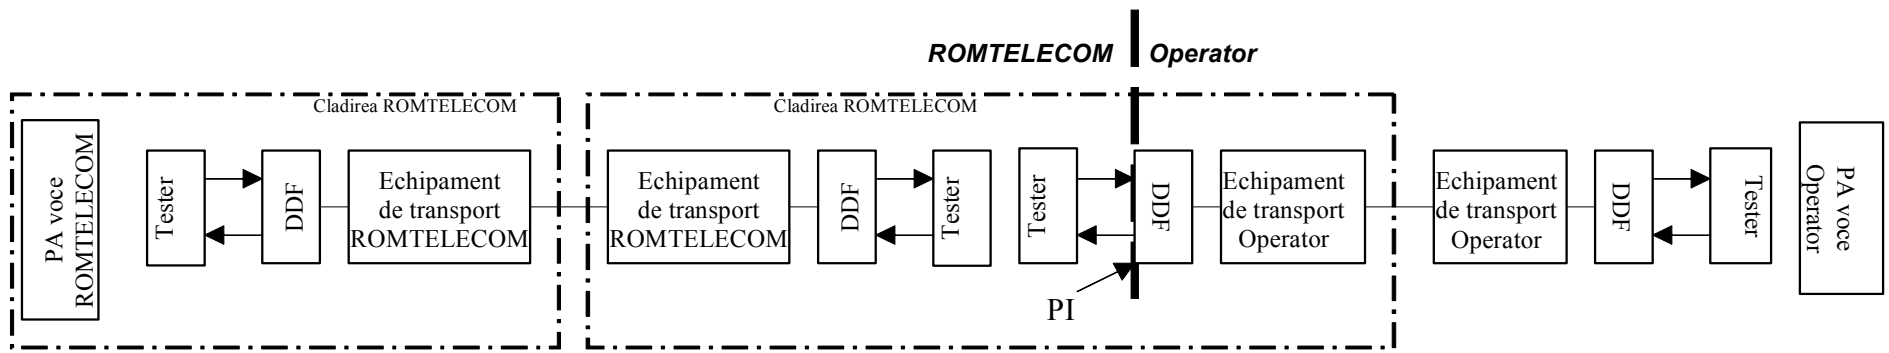 ROMTELECOM
Operator
Cladirea ROMTELECOM
Cladirea ROMTELECOM
PA voce
ROMTELECOM
Tester
DDF
Echipament
de transport
ROMTELECOM
Echipament
de transport
ROMTELECOM
DDF
Tester
Tester
DDF
Echipament
de transport
Operator
Echipament
de transport
Operator
DDF
Tester
PA voce
Operator
PI